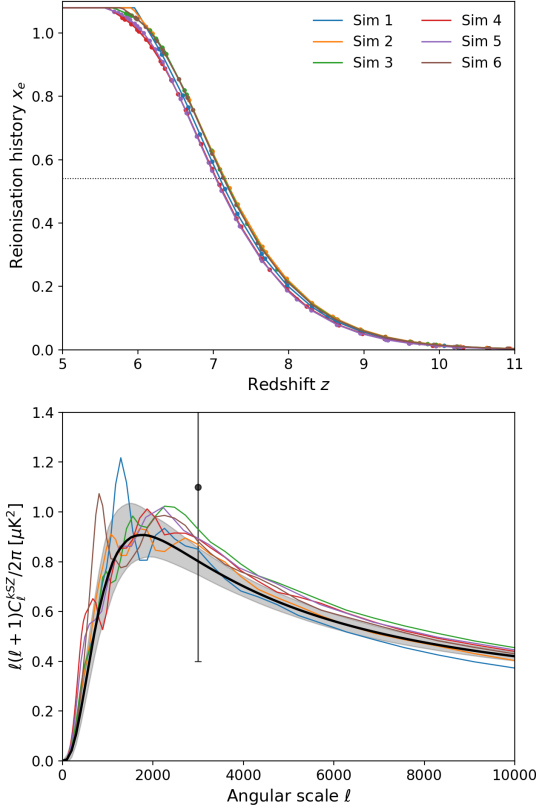 Reionisation history x_e
1.0
0.8
0.6
0.4
0.2
0.0
Sim 1 Sim 4
Sim 2 Sim 5
Sim 3 Sim 6
5 6 7 8 9 10 11
Redshift z
ℓ(ℓ + 1)C_ℓ^{kSZ}/2π [μK²]
1.4
1.2
1.0
0.8
0.6
0.4
0.2
0.0
0 2000 4000 6000 8000 10000
Angular scale ℓ